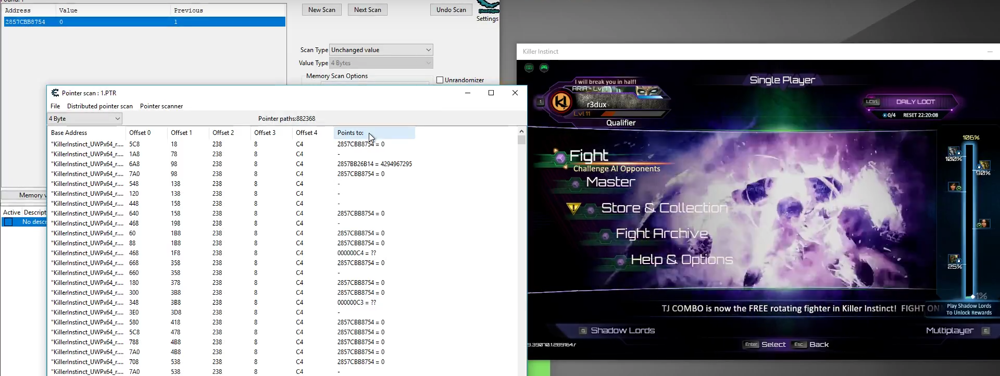 Found: 1
Address Value Previous
2857CBB8754 0 1
New Scan Next Scan Undo Scan
Cheat Engine
Settings
Scan Type Unchanged value
Value Type 4 Bytes
Memory Scan Options
Unrandomizer
Memory v
Active Descript
No descr
Pointer scan : 1.PTR
File Distributed pointer scan Pointer scanner
4 Byte Pointer paths:882368
Base Address Offset 0 Offset 1 Offset 2 Offset 3 Offset 4 Points to:
"KillerInstinct_UWPx64_r.... 5C8 18 238 8 C4 2857CBB8754 = 0
"KillerInstinct_UWPx64_r.... 1A8 78 238 8 C4 -
"KillerInstinct_UWPx64_r.... 6A8 98 238 8 C4 2857BB26B14 = 4294967295
"KillerInstinct_UWPx64_r.... 7A0 98 238 8 C4 2857CBB8754 = 0
"KillerInstinct_UWPx64_r.... 548 138 238 8 C4 -
"KillerInstinct_UWPx64_r.... 120 138 238 8 C4 -
"KillerInstinct_UWPx64_r.... 448 158 238 8 C4 -
"KillerInstinct_UWPx64_r.... 640 158 238 8 C4 2857CBB8754 = 0
"KillerInstinct_UWPx64_r.... 468 198 238 8 C4 -
"KillerInstinct_UWPx64_r.... 60 1B8 238 8 C4 2857CBB8754 = 0
"KillerInstinct_UWPx64_r.... 88 1B8 238 8 C4 2857CBB8754 = 0
"KillerInstinct_UWPx64_r.... 468 1F8 238 8 C4 000000C4 = ??
"KillerInstinct_UWPx64_r.... 668 358 238 8 C4 2857CBB8754 = 0
"KillerInstinct_UWPx64_r.... 660 358 238 8 C4 -
"KillerInstinct_UWPx64_r.... 180 378 238 8 C4 2857CBB8754 = 0
"KillerInstinct_UWPx64_r.... 300 3B8 238 8 C4 2857CBB8754 = 0
"KillerInstinct_UWPx64_r.... 348 3B8 238 8 C4 000000C3 = ??
"KillerInstinct_UWPx64_r.... 3E0 3D8 238 8 C4 -
"KillerInstinct_UWPx64_r.... 580 418 238 8 C4 2857CBB8754 = 0
"KillerInstinct_UWPx64_r.... 5C8 478 238 8 C4 2857CBB8754 = 0
"KillerInstinct_UWPx64_r.... 788 4B8 238 8 C4 2857CBB8754 = 0
"KillerInstinct_UWPx64_r.... 7A0 4B8 238 8 C4 2857CBB8754 = 0
"KillerInstinct_UWPx64_r.... 708 538 238 8 C4 2857CBB8754 = 0
"KillerInstinct_UWPx64_r.... 7A0 538 238 8 C4 -
Killer Instinct
Single Player
I will break you in half!
ARIA - Lvl 1
1 KI r3dux
Lvl 11
Qualifier
LCtrl DAILY LOOT
0/4 RESET 22:20:08
Fight
Challenge AI Opponents
Master
Store & Collection
Fight Archive
Help & Options
106%
100%
90%
25%
1%
Play Shadow Lords
To Unlock Rewards
TJ COMBO is now the FREE rotating fighter in Killer Instinct! FIGHT ON
Q Shadow Lords Multiplayer E
9.39070.1.289164.r
Enter Select Esc Back